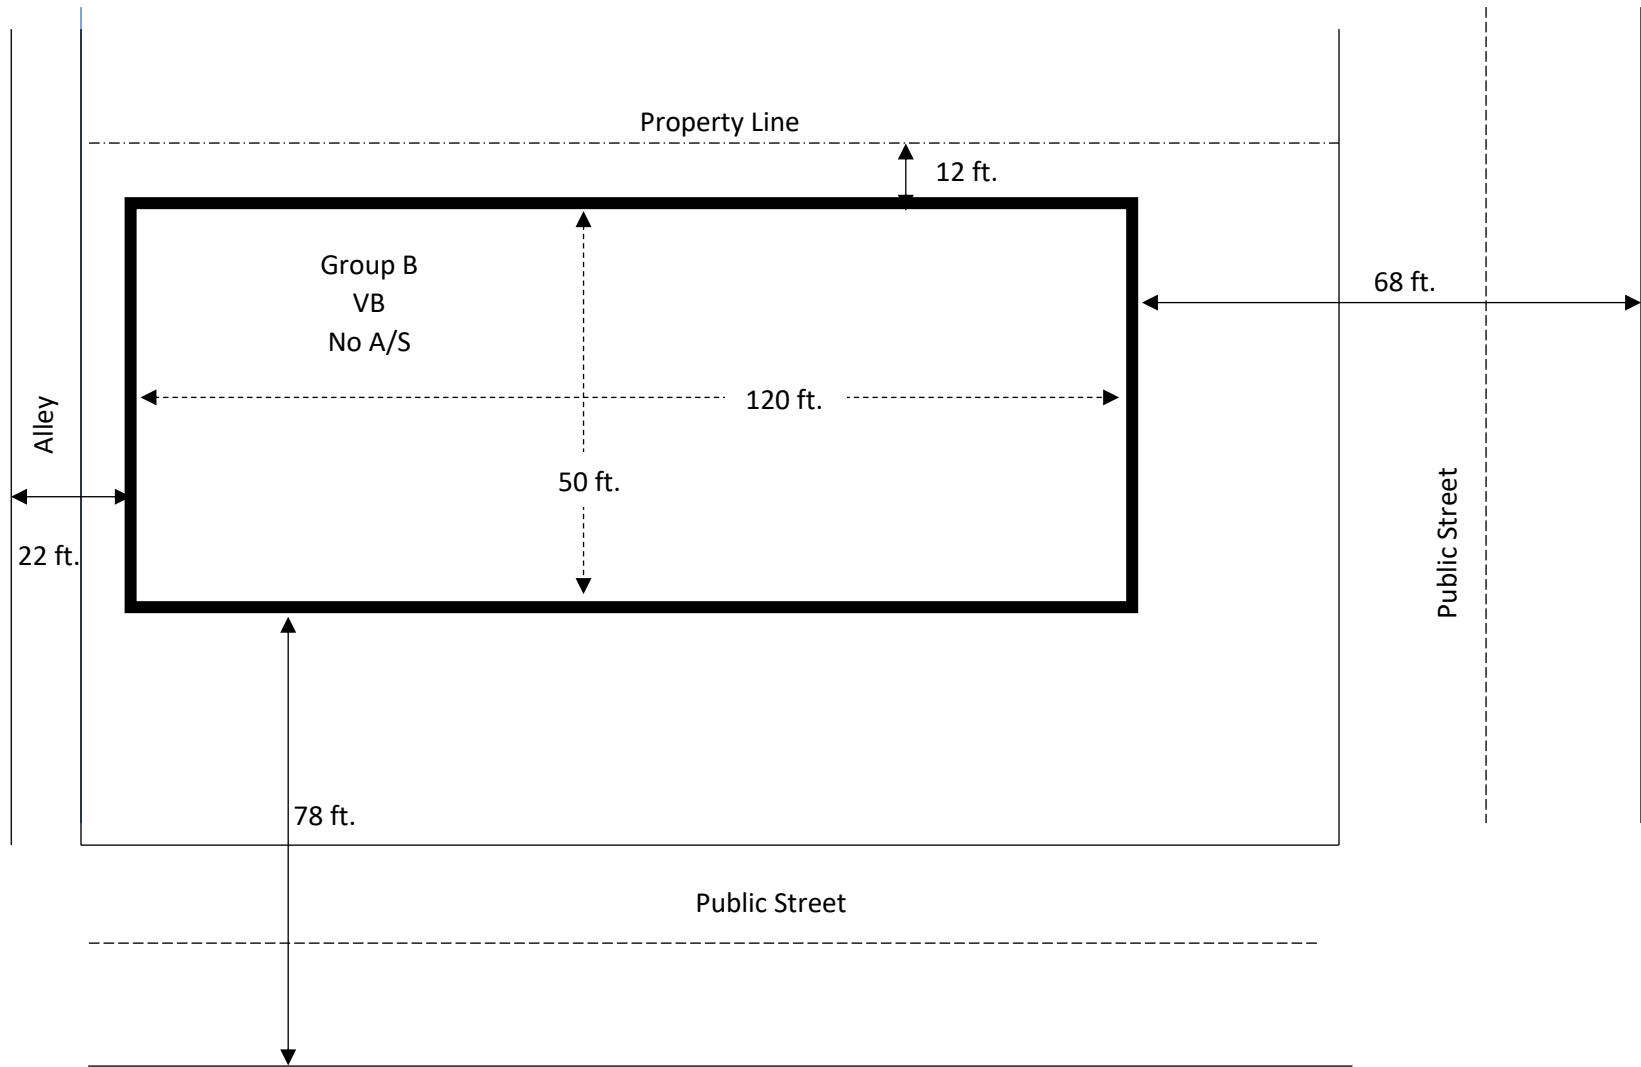 Property Line
12 ft.
Group B
VB
No A/S
68 ft.
120 ft.
Alley
50 ft.
22 ft.
Public Street
78 ft.
Public Street